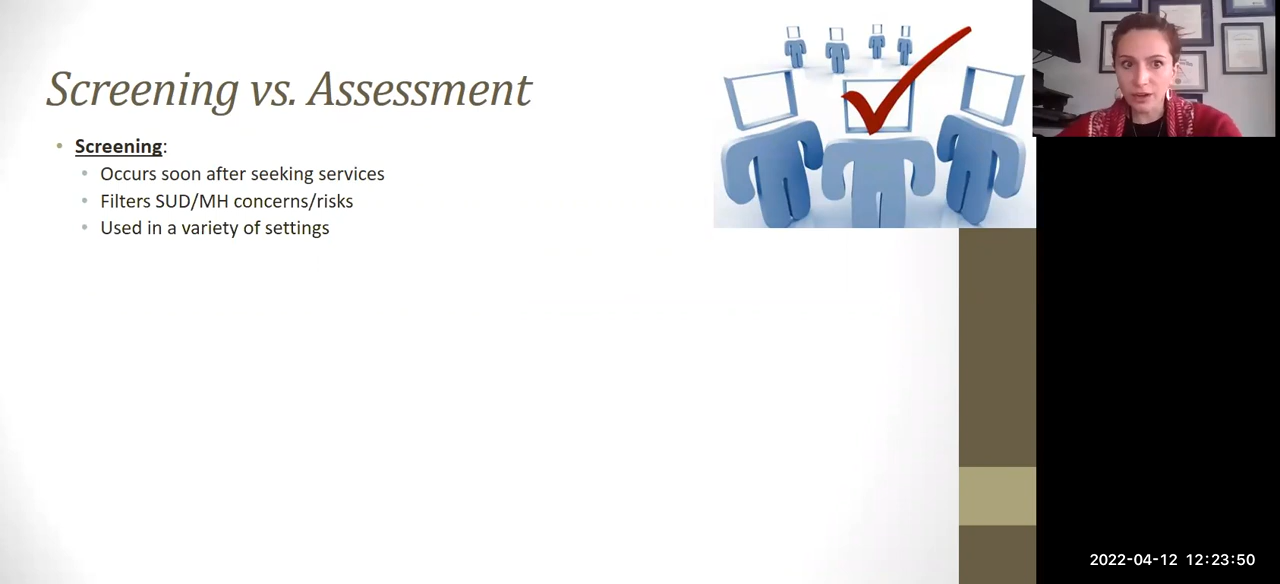 Screening vs. Assessment
• Screening:
• Occurs soon after seeking services
• Filters SUD/MH concerns/risks
• Used in a variety of settings
2022-04-12 12:23:50